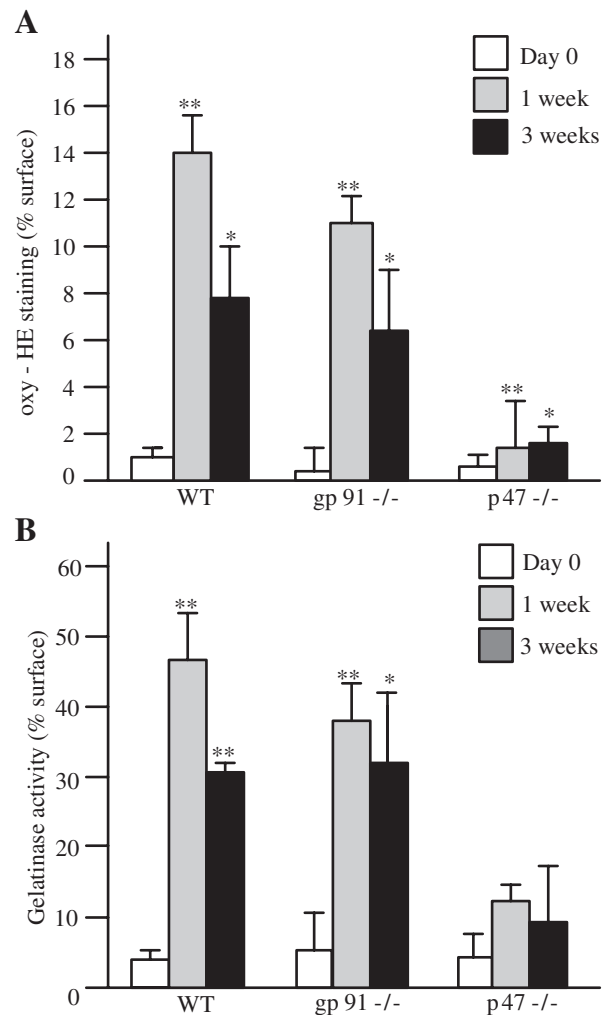 A
18
16
14
12
10
8
6
4
2
0
oxy - HE staining (% surface)
Day 0
1 week
3 weeks
**
*
**
*
**
*
WT
gp 91 -/-
p 47 -/-
B
60
50
40
30
20
10
0
Gelatinase activity (% surface)
Day 0
1 week
3 weeks
**
**
**
*
WT
gp 91 -/-
p 47 -/-